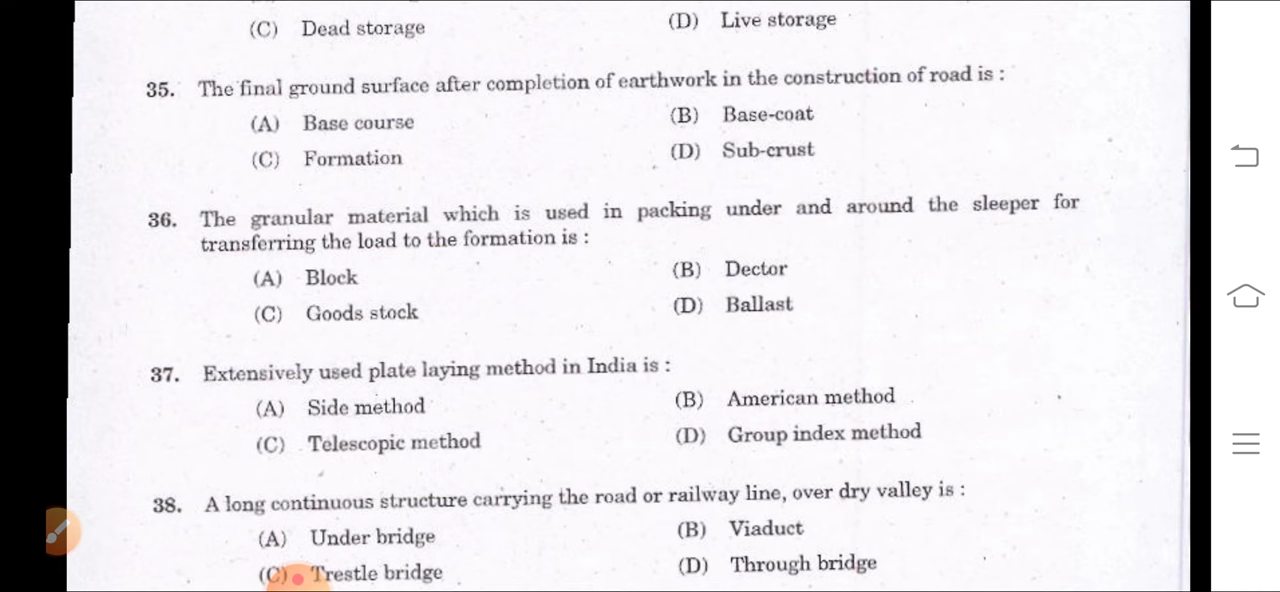 (C) Dead storage (D) Live storage
35. The final ground surface after completion of earthwork in the construction of road is :
(A) Base course (B) Base-coat
(C) Formation (D) Sub-crust
36. The granular material which is used in packing under and around the sleeper for
transferring the load to the formation is :
(A) Block (B) Dector
(C) Goods stock (D) Ballast
37. Extensively used plate laying method in India is :
(A) Side method (B) American method
(C) Telescopic method (D) Group index method
38. A long continuous structure carrying the road or railway line, over dry valley is :
(A) Under bridge (B) Viaduct
(C) Trestle bridge (D) Through bridge